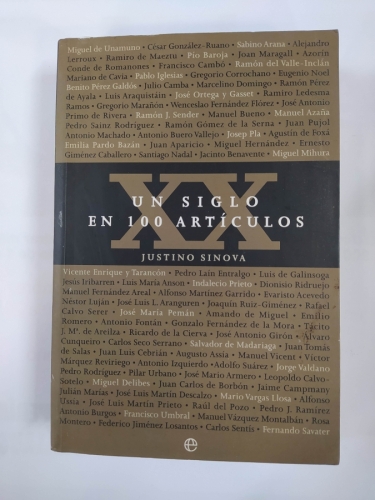 Miguel de Unamuno • César González-Ruano • Sabino Arana • Alejandro
Lerroux • Ramiro de Maeztu • Pío Baroja • Joan Maragall • Azorín
Conde de Romanones • Francisco Cambó • Ramón del Valle-Inclán
Mariano de Cavia • Pablo Iglesias • Gregorio Corrochano • Eugenio Noel
Benito Pérez Galdós • Julio Camba • Marcelino Domingo • Ramón Pérez
de Ayala • Luis Araquistáin • José Ortega y Gasset • Ramiro Ledesma
Ramos • Gregorio Marañón • Wenceslao Fernández Flórez • José Antonio
Primo de Rivera • Ramón J. Sender • Manuel Bueno • Manuel Azaña
Pedro Sainz Rodríguez • Ramón Gómez de la Serna • Juan Pujol
Antonio Machado • Antonio Buero Vallejo • Josep Pla • Agustín de Foxá
Emilia Pardo Bazán • Juan Aparicio • Miguel Hernández • Ernesto
Giménez Caballero • Santiago Nadal • Jacinto Benavente • Miguel Mihura
XX
UN SIGLO
EN 100 ARTÍCULOS
JUSTINO SINOVA
Vicente Enrique y Tarancón • Pedro Laín Entralgo • Luis de Galinsoga
Jesús Iribarren • Luis María Anson • Indalecio Prieto • Dionisio Ridruejo
Manuel Fernández Areal • Alfonso Martínez Garrido • Evaristo Acevedo
Néstor Luján • José Luis L. Aranguren • Joaquín Ruiz-Giménez • Rafael
Calvo Serer • José María Pemán • Amando de Miguel • Emilio
Romero • Antonio Fontán • Gonzalo Fernández de la Mora • Tácito
J. Mª. de Areilza • Ricardo de la Cierva • José Antonio Girón • Álvaro
Cunqueiro • Carlos Seco Serrano • Salvador de Madariaga • Juan Tomás
de Salas • Juan Luis Cebrián • Augusto Assía • Manuel Vicent • Víctor
Márquez Reviriego • Antonio Izquierdo • Adolfo Suárez • Jorge Valdano
Pedro Rodríguez • Pilar Urbano • José Mario Armero • Leopoldo Calvo-
Sotelo • Miguel Delibes • Juan Carlos de Borbón • Jaime Campmany
Julián Marías • José Luis Martín Descalzo • Mario Vargas Llosa • Alfonso
Ussía • José Luis Martín Prieto • Raúl del Pozo • Pedro J. Ramírez
Antonio Burgos • Francisco Umbral • Manuel Vázquez Montalbán • Rosa
Montero • Federico Jiménez Losantos • Carlos Sentís • Fernando Savater